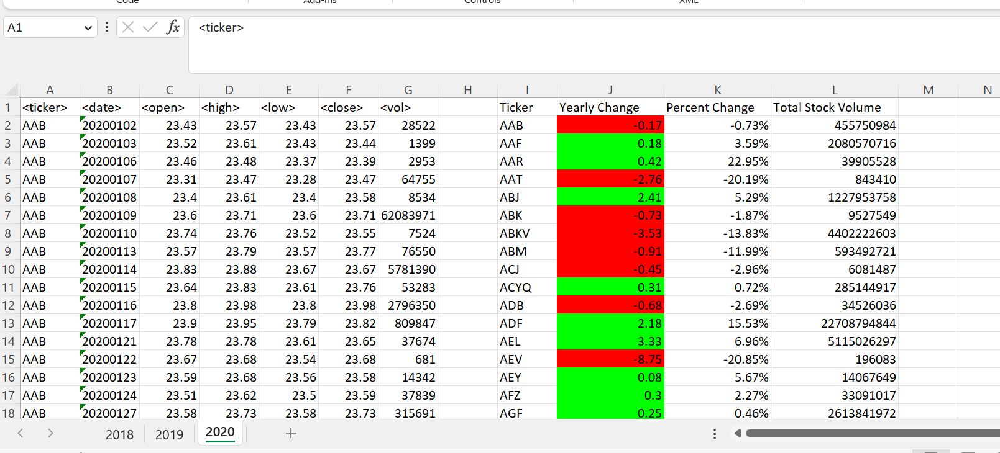 Code Add-ins Controls XML
A1 fx <ticker>
A B C D E F G H I J K L M N
1 <ticker> <date> <open> <high> <low> <close> <vol> Ticker Yearly Change Percent Change Total Stock Volume
2 AAB 20200102 23.43 23.57 23.43 23.57 28522 AAB -0.17 -0.73% 455750984
3 AAB 20200103 23.52 23.61 23.43 23.44 1399 AAF 0.18 3.59% 2080570716
4 AAB 20200106 23.46 23.48 23.37 23.39 2953 AAR 0.42 22.95% 39905528
5 AAB 20200107 23.31 23.47 23.28 23.47 64755 AAT -2.76 -20.19% 843410
6 AAB 20200108 23.4 23.61 23.4 23.58 8534 ABJ 2.41 5.29% 1227953758
7 AAB 20200109 23.6 23.71 23.6 23.71 62083971 ABK -0.73 -1.87% 9527549
8 AAB 20200110 23.74 23.76 23.52 23.55 7524 ABKV -3.53 -13.83% 4402222603
9 AAB 20200113 23.57 23.79 23.57 23.77 76550 ABM -0.91 -11.99% 593492721
10 AAB 20200114 23.83 23.88 23.67 23.67 5781390 ACJ -0.45 -2.96% 6081487
11 AAB 20200115 23.64 23.83 23.61 23.76 53283 ACYQ 0.31 0.72% 285144917
12 AAB 20200116 23.8 23.98 23.8 23.98 2796350 ADB -0.68 -2.69% 34526036
13 AAB 20200117 23.9 23.95 23.79 23.82 809847 ADF 2.18 15.53% 22708794844
14 AAB 20200121 23.78 23.78 23.61 23.65 37674 AEL 3.33 6.96% 5115026297
15 AAB 20200122 23.67 23.68 23.54 23.68 681 AEV -8.75 -20.85% 196083
16 AAB 20200123 23.59 23.68 23.56 23.58 14342 AEY 0.08 5.67% 14067649
17 AAB 20200124 23.51 23.62 23.5 23.59 37839 AFZ 0.3 2.27% 33091017
18 AAB 20200127 23.58 23.73 23.58 23.73 315691 AGF 0.25 0.46% 2613841972
2018 2019 2020